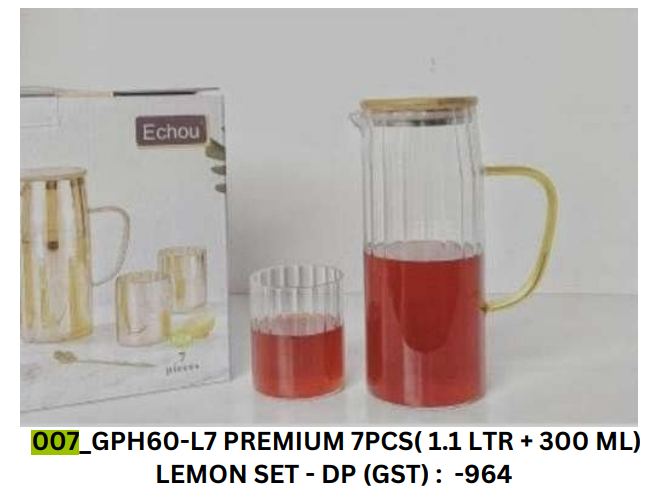 Echou
7
pieces
007_GPH60-L7 PREMIUM 7PCS( 1.1 LTR + 300 ML)
LEMON SET - DP (GST) :  -964